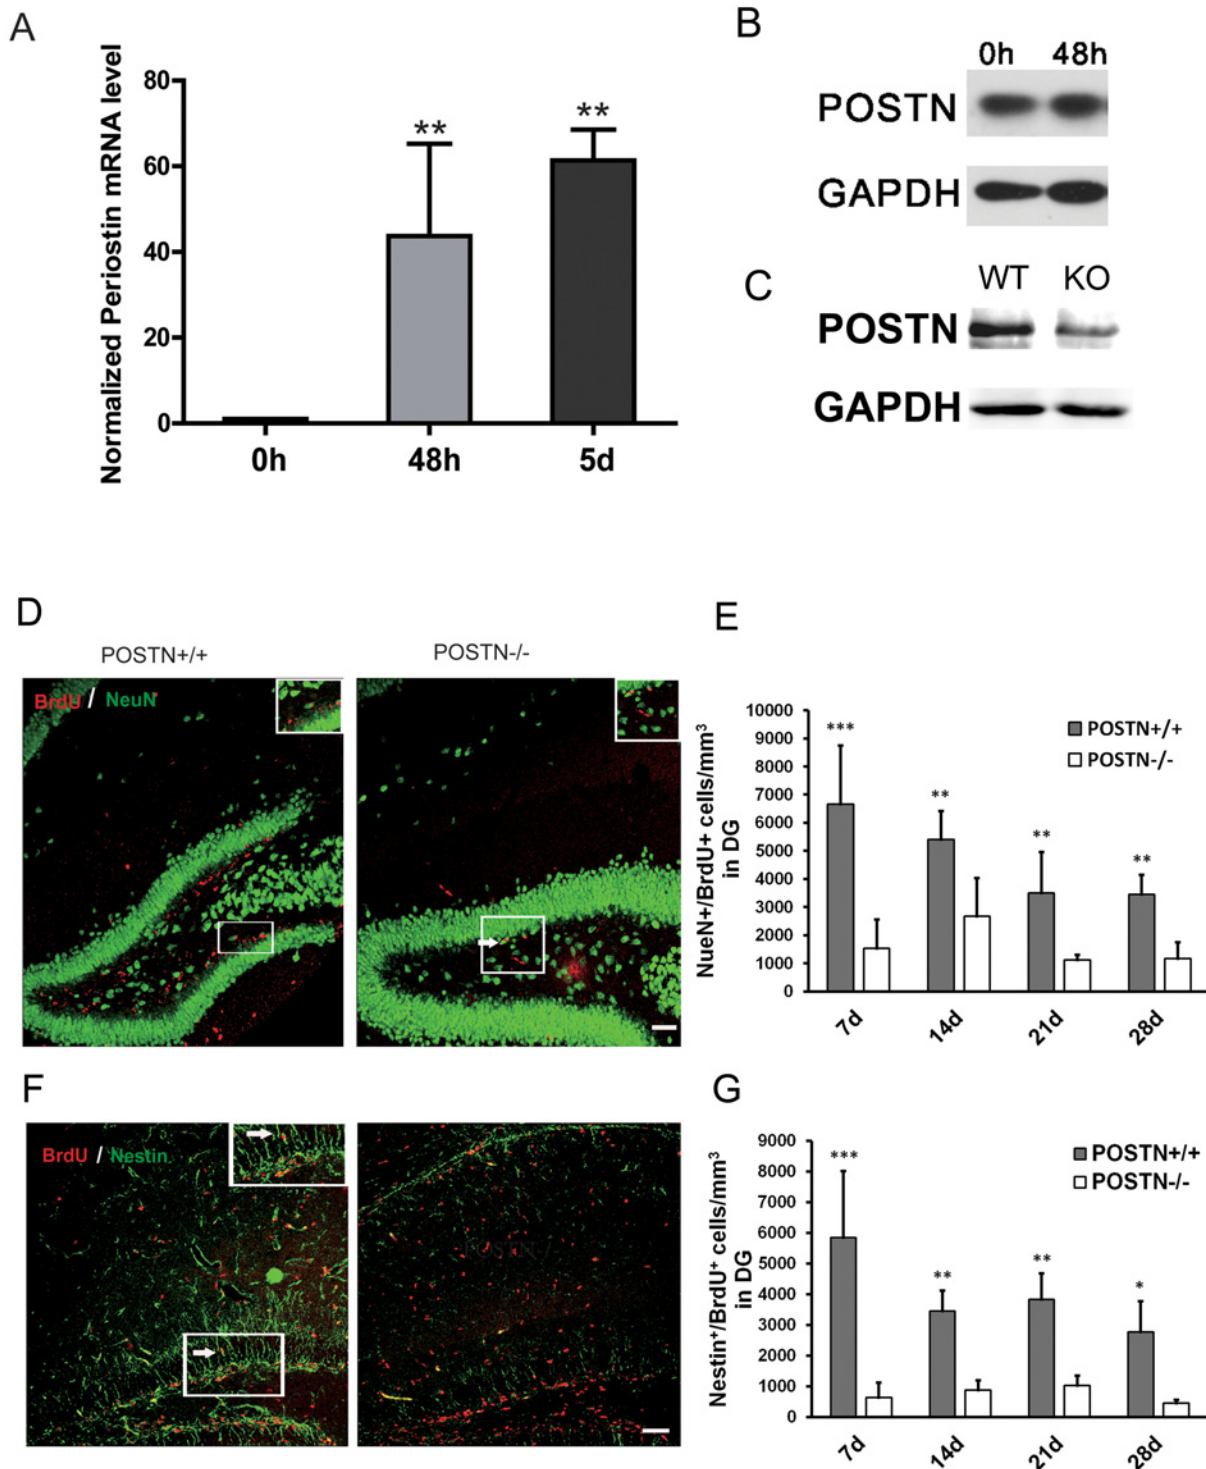 A
Normalized Periostin mRNA level
80
60
40
20
0
**
**
0h
48h
5d
B
0h 48h
POSTN
GAPDH
C
WT KO
POSTN
GAPDH
D
POSTN+/+
POSTN-/-
BrdU / NeuN
E
NueN+/BrdU+ cells/mm³
in DG
10000
9000
8000
7000
6000
5000
4000
3000
2000
1000
0
***
**
**
**
POSTN+/+
POSTN-/-
7d
14d
21d
28d
F
BrdU / Nestin
G
Nestin⁺/BrdU⁺ cells/mm³
in DG
9000
8000
7000
6000
5000
4000
3000
2000
1000
0
***
**
**
*
POSTN+/+
POSTN-/-
7d
14d
21d
28d